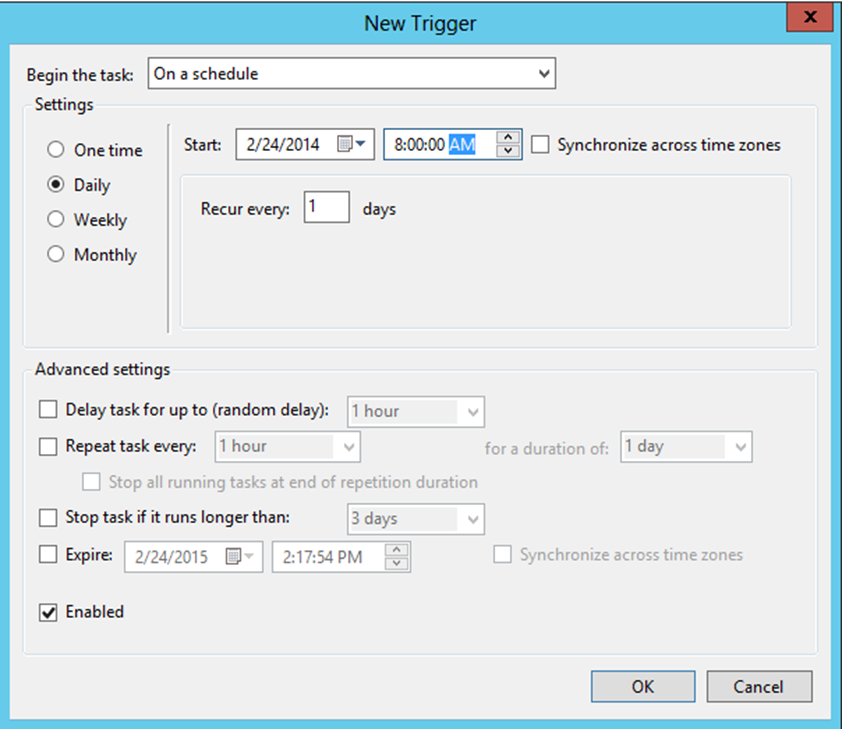 New Trigger
x
Begin the task: On a schedule
Settings
One time
Start: 2/24/2014 8:00:00 AM Synchronize across time zones
Daily
Recur every: 1 days
Weekly
Monthly
Advanced settings
Delay task for up to (random delay): 1 hour
Repeat task every: 1 hour for a duration of: 1 day
Stop all running tasks at end of repetition duration
Stop task if it runs longer than: 3 days
Expire: 2/24/2015 2:17:54 PM Synchronize across time zones
Enabled
OK Cancel